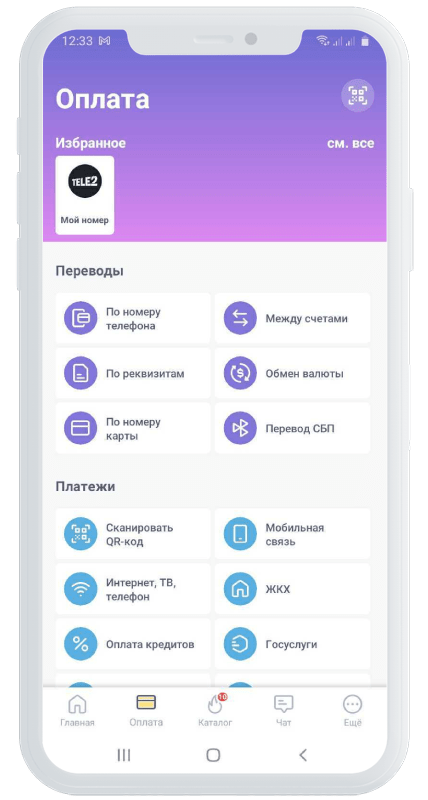 12:33
Оплата
Избранное
см. все
TELE2
Мой номер
Переводы
По номеру
телефона
Между счетами
По реквизитам
Обмен валюты
По номеру
карты
Перевод СБП
Платежи
Сканировать
QR-код
Мобильная
связь
Интернет, ТВ,
телефон
ЖКХ
Оплата кредитов
Госуслуги
10
Главная
Оплата
Каталог
Чат
Ещё